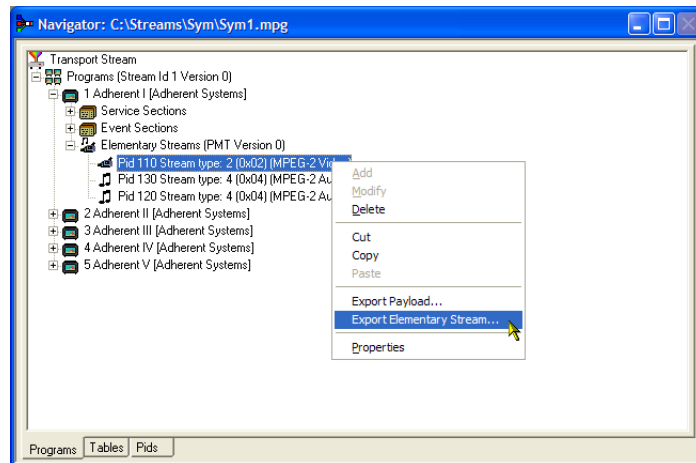 Navigator: C:\Streams\Sym\Sym1.mpg
Transport Stream
Programs (Stream Id 1 Version 0)
1 Adherent I [Adherent Systems]
Service Sections
Event Sections
Elementary Streams (PMT Version 0)
Pid 110 Stream type: 2 (0x02) (MPEG-2 Vid
Pid 130 Stream type: 4 (0x04) (MPEG-2 Au
Pid 120 Stream type: 4 (0x04) (MPEG-2 Au
2 Adherent II [Adherent Systems]
3 Adherent III [Adherent Systems]
4 Adherent IV [Adherent Systems]
5 Adherent V [Adherent Systems]
Add
Modify
Delete
Cut
Copy
Paste
Export Payload...
Export Elementary Stream...
Properties
Programs Tables Pids